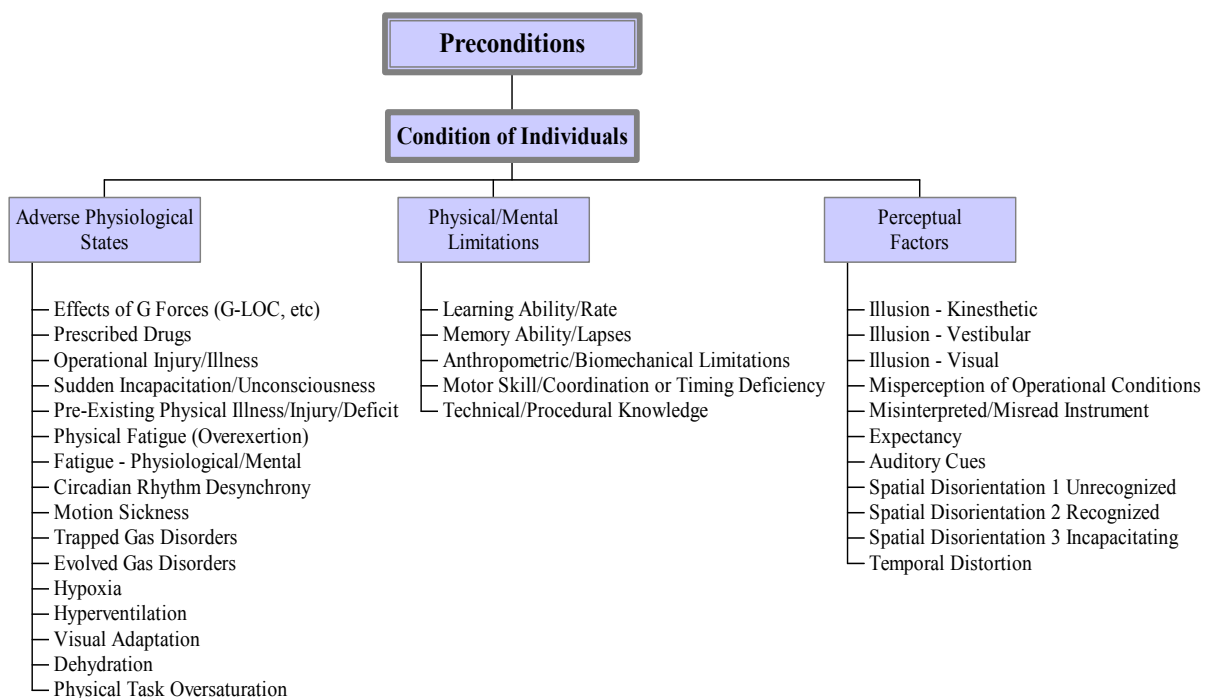 Preconditions
Condition of Individuals
Adverse Physiological
States
Effects of G Forces (G-LOC, etc)
Prescribed Drugs
Operational Injury/Illness
Sudden Incapacitation/Unconsciousness
Pre-Existing Physical Illness/Injury/Deficit
Physical Fatigue (Overexertion)
Fatigue - Physiological/Mental
Circadian Rhythm Desynchrony
Motion Sickness
Trapped Gas Disorders
Evolved Gas Disorders
Hypoxia
Hyperventilation
Visual Adaptation
Dehydration
Physical Task Oversaturation
Physical/Mental
Limitations
Learning Ability/Rate
Memory Ability/Lapses
Anthropometric/Biomechanical Limitations
Motor Skill/Coordination or Timing Deficiency
Technical/Procedural Knowledge
Perceptual
Factors
Illusion - Kinesthetic
Illusion - Vestibular
Illusion - Visual
Misperception of Operational Conditions
Misinterpreted/Misread Instrument
Expectancy
Auditory Cues
Spatial Disorientation 1 Unrecognized
Spatial Disorientation 2 Recognized
Spatial Disorientation 3 Incapacitating
Temporal Distortion